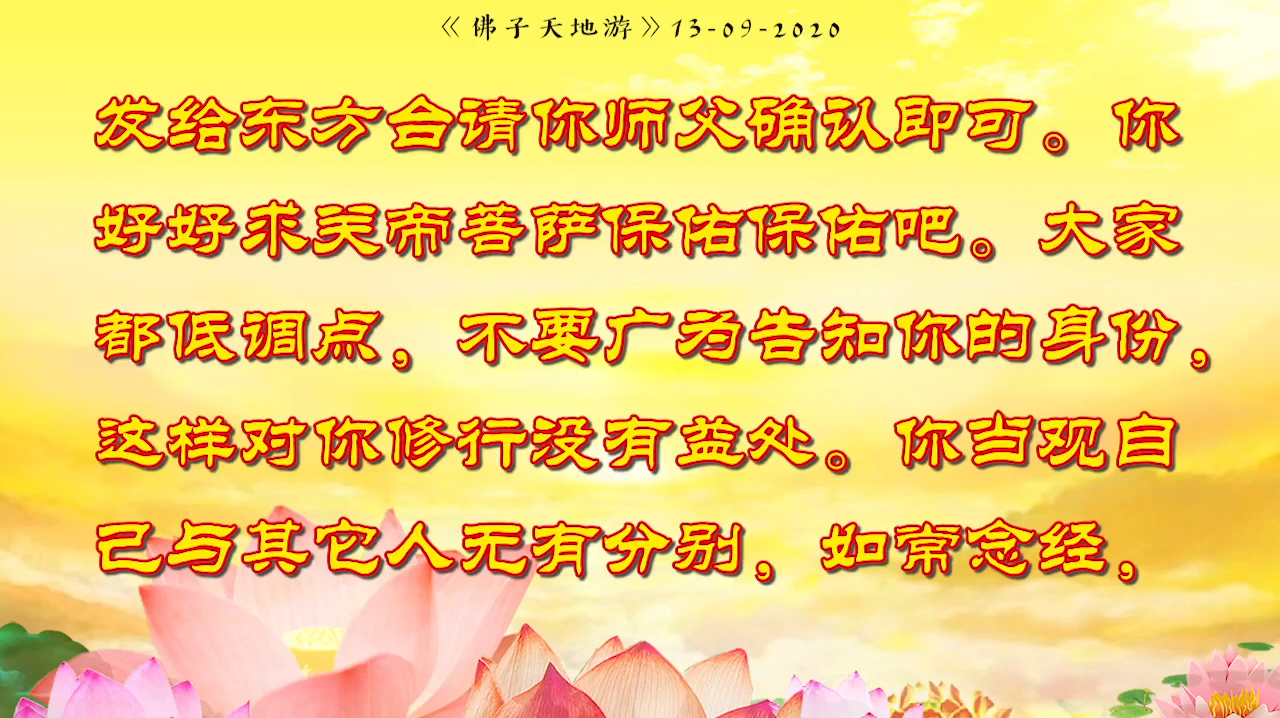 《佛子天地游》13-09-2020
发给东方台请你师父确认即可。你
好好求关帝菩萨保佑保佑吧。大家
都低调点，不要广为告知你的身份，
这样对你修行没有益处。你当观自
己与其它人无有分别，如常念经，